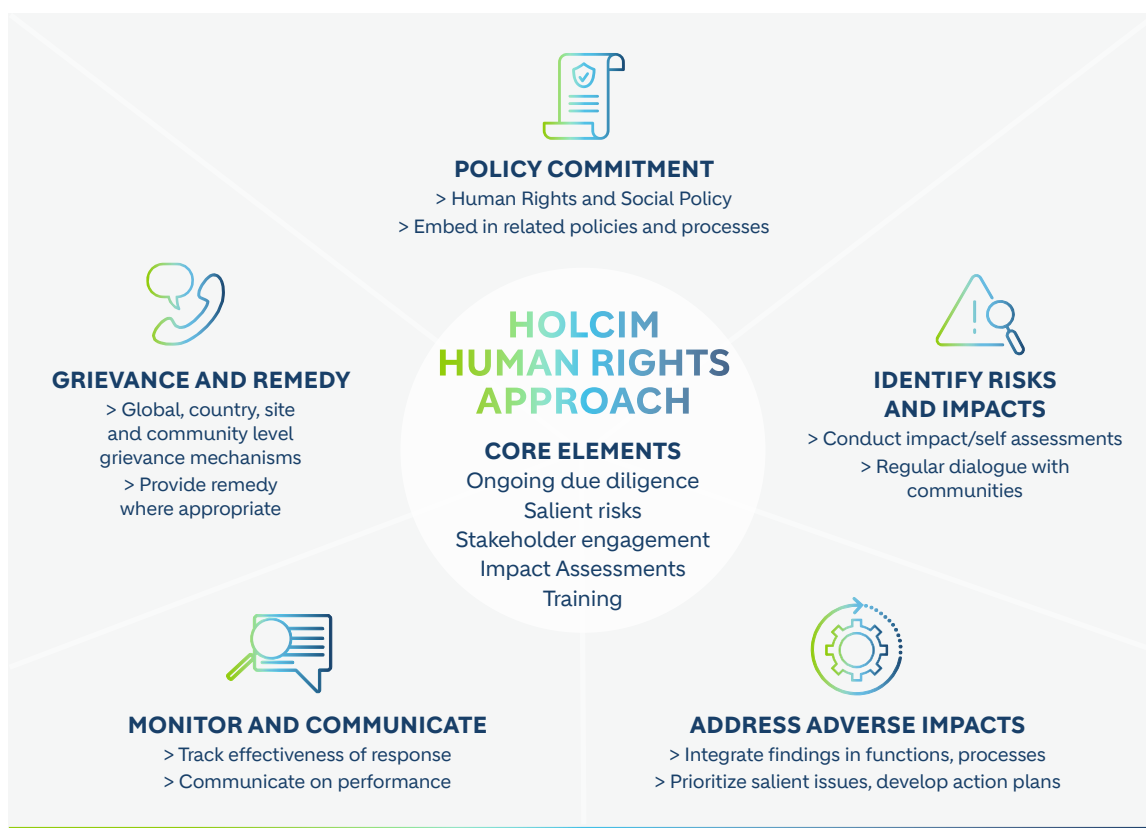 POLICY COMMITMENT
> Human Rights and Social Policy
> Embed in related policies and processes
HOLCIM
HUMAN RIGHTS
APPROACH
CORE ELEMENTS
Ongoing due diligence
Salient risks
Stakeholder engagement
Impact Assessments
Training
IDENTIFY RISKS
AND IMPACTS
> Conduct impact/self assessments
> Regular dialogue with
communities
ADDRESS ADVERSE IMPACTS
> Integrate findings in functions, processes
> Prioritize salient issues, develop action plans
MONITOR AND COMMUNICATE
> Track effectiveness of response
> Communicate on performance
GRIEVANCE AND REMEDY
> Global, country, site
and community level
grievance mechanisms
> Provide remedy
where appropriate